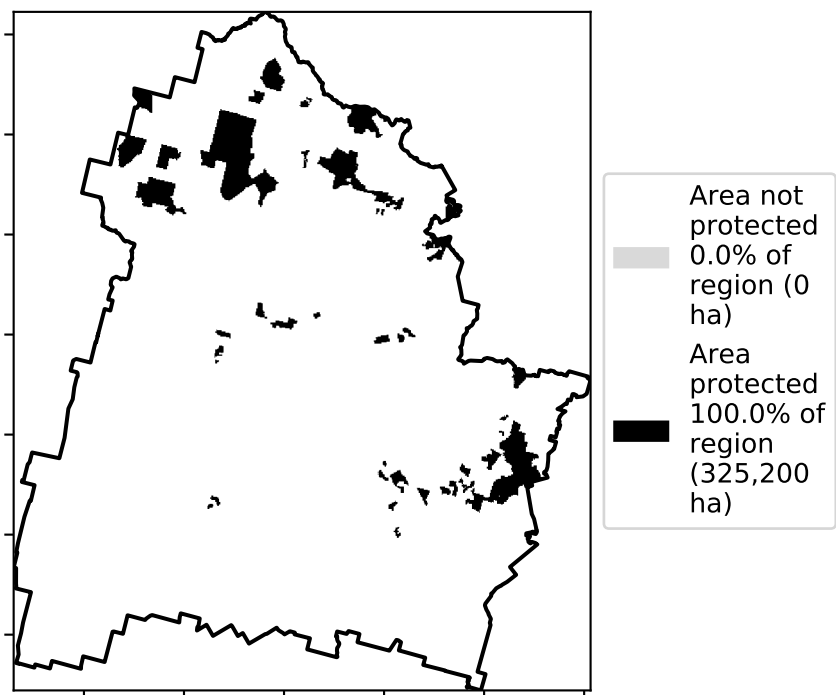 Area not
protected
0.0% of
region (0
ha)
Area
protected
100.0% of
region
(325,200
ha)